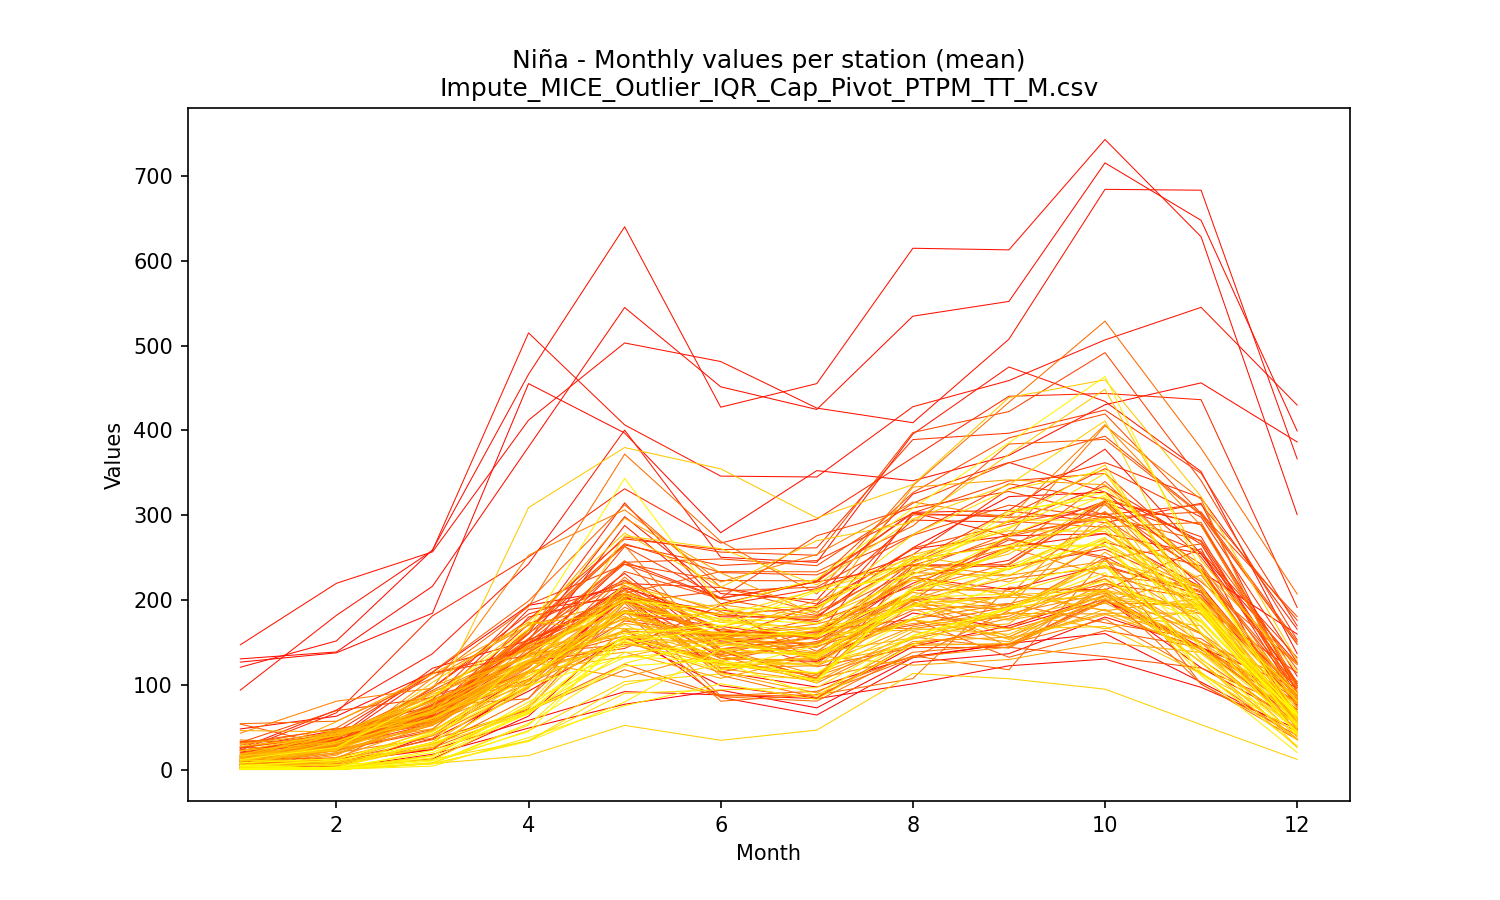 Niña - Monthly values per station (mean)
Impute_MICE_Outlier_IQR_Cap_Pivot_PTPM_TT_M.csv
700
600
500
400
300
200
100
0
Values
2 4 6 8 10 12
Month